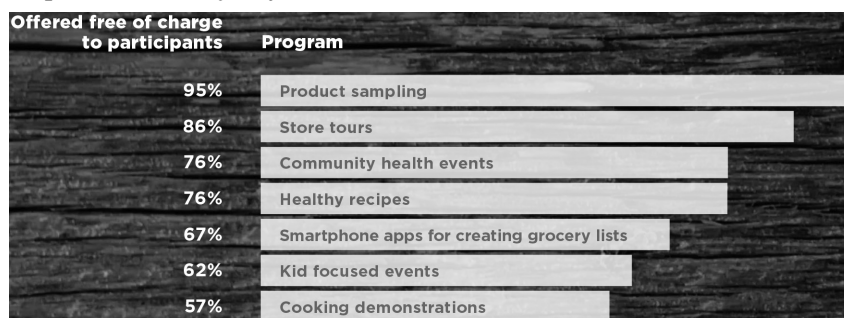 Offered free of charge
to participants
Program
95% Product sampling
86% Store tours
76% Community health events
76% Healthy recipes
67% Smartphone apps for creating grocery lists
62% Kid focused events
57% Cooking demonstrations